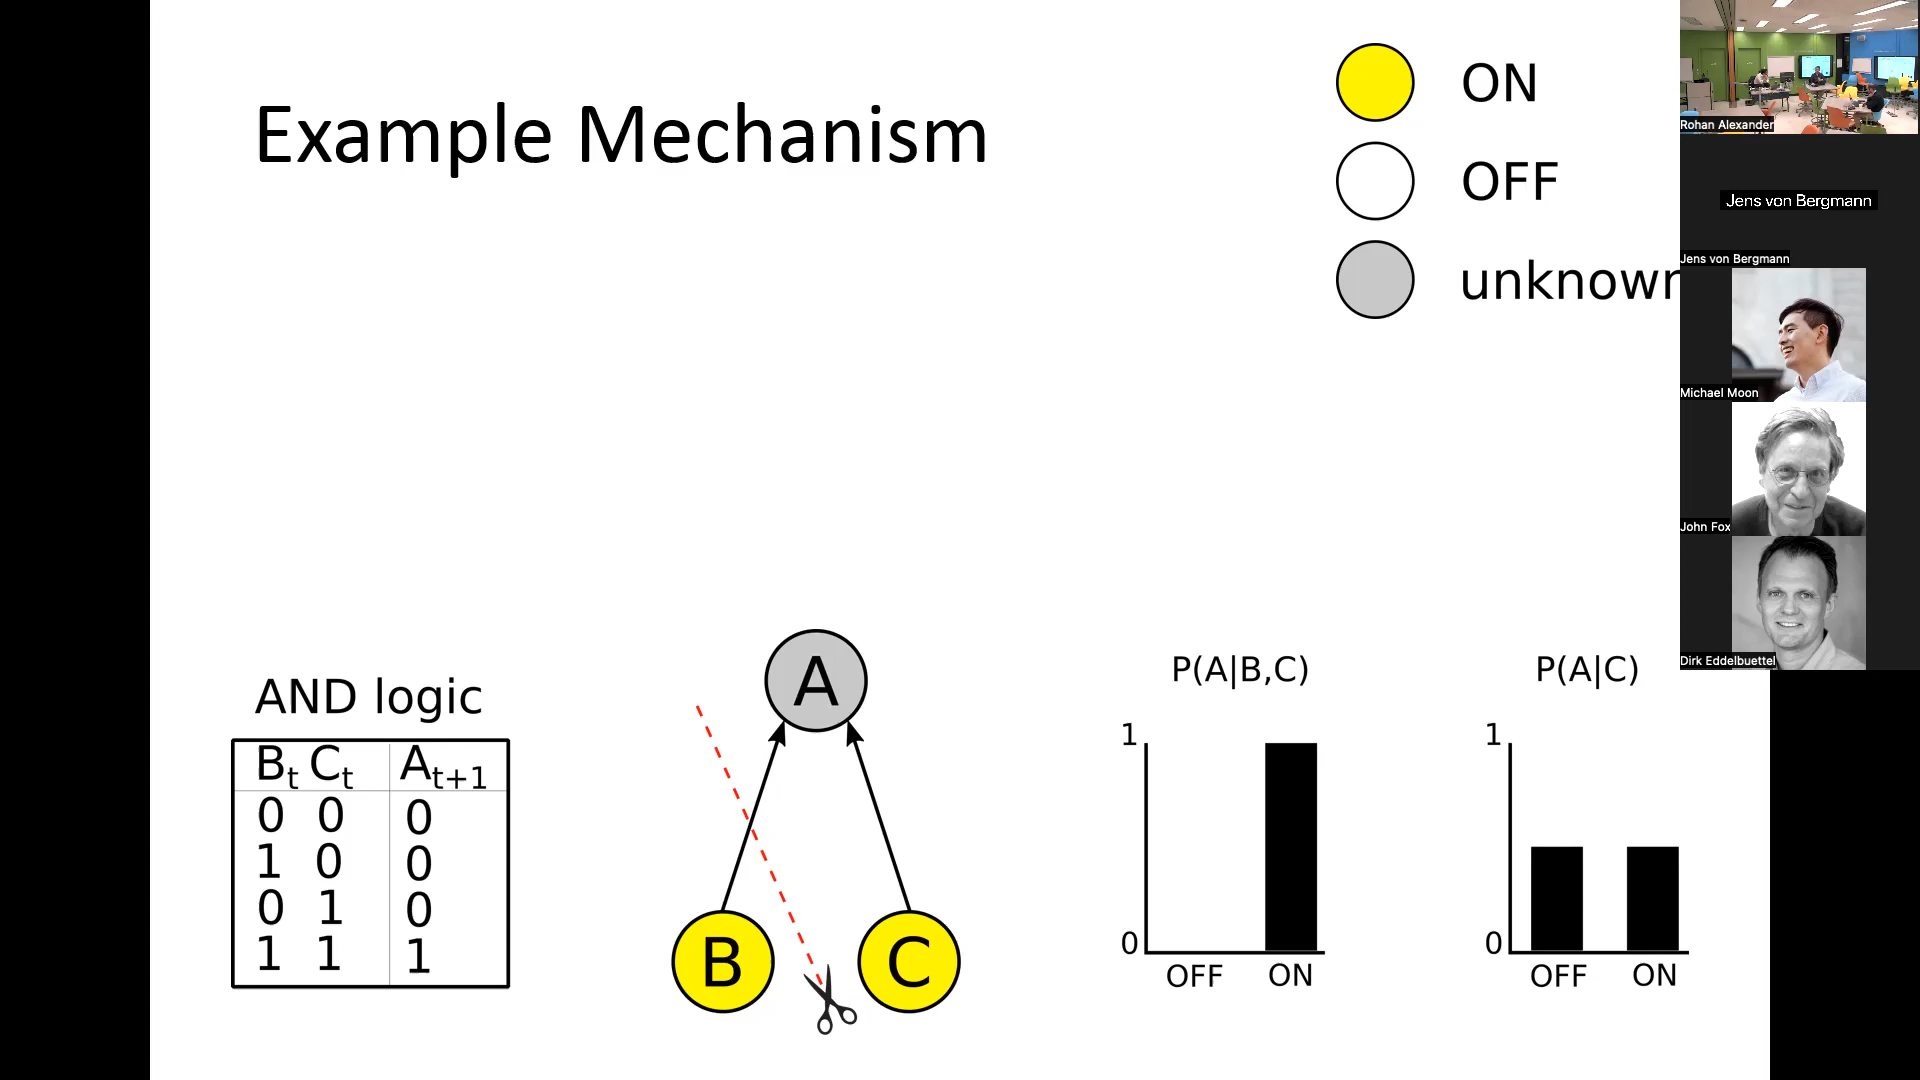 Example Mechanism
ON
OFF
unknown
AND logic
Bt Ct At+1
0 0 0
1 0 0
0 1 0
1 1 1
A
B
C
P(A|B,C)
1
0
OFF ON
P(A|C)
1
0
OFF ON
Rohan Alexander
Jens von Bergmann
Jens von Bergmann
Michael Moon
John Fox
Dirk Eddelbuettel